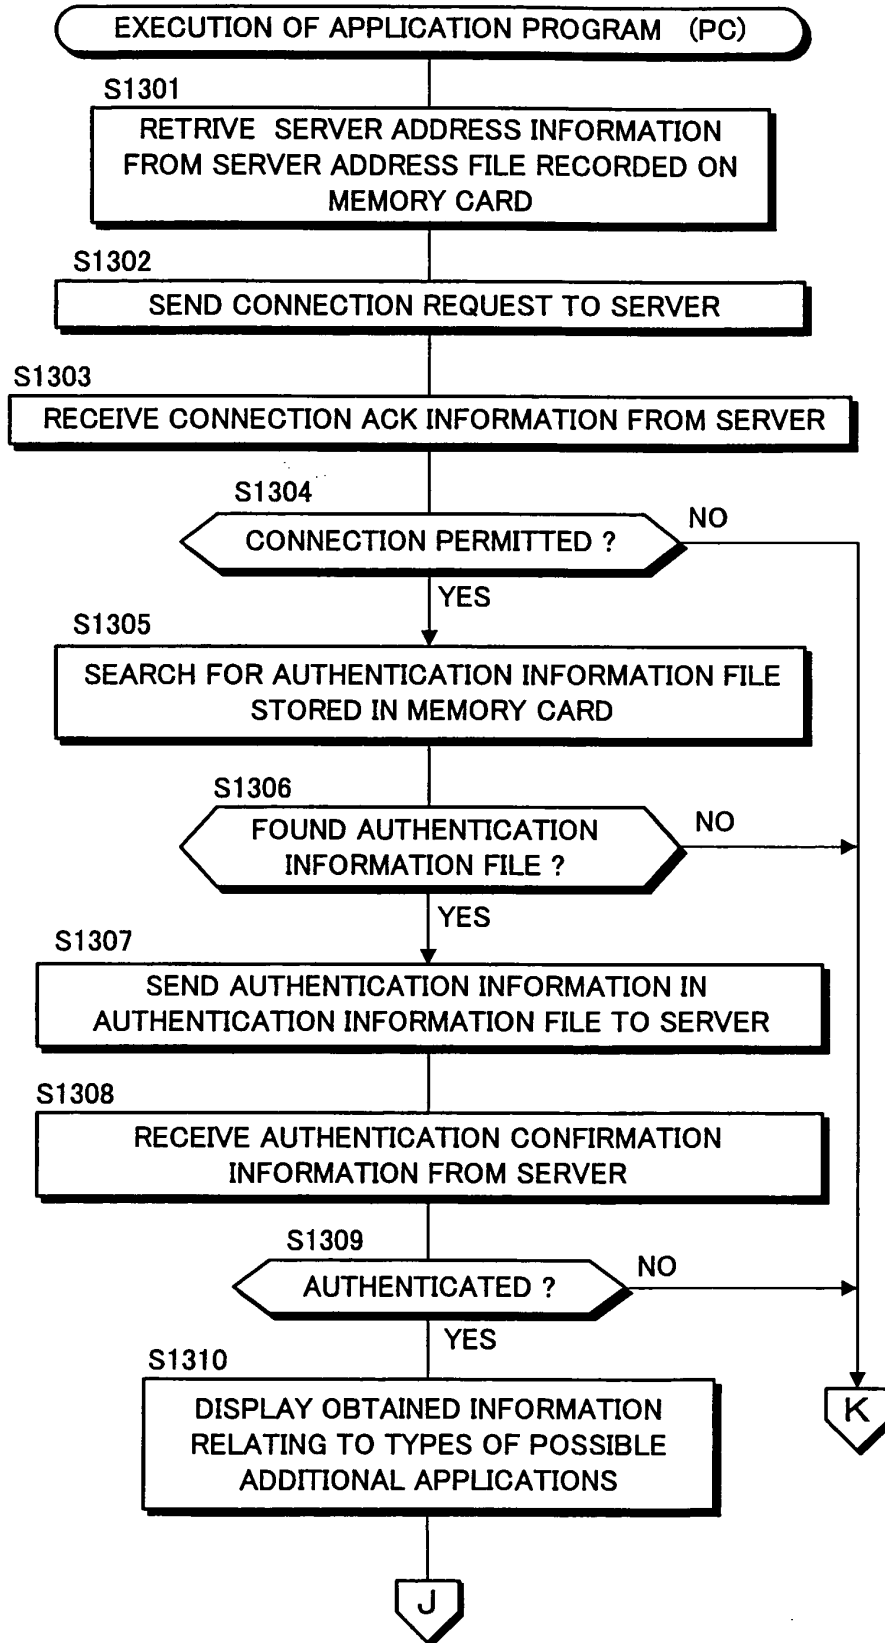 EXECUTION OF APPLICATION PROGRAM (PC)
S1301
RETRIVE SERVER ADDRESS INFORMATION
FROM SERVER ADDRESS FILE RECORDED ON
MEMORY CARD
S1302
SEND CONNECTION REQUEST TO SERVER
S1303
RECEIVE CONNECTION ACK INFORMATION FROM SERVER
S1304
CONNECTION PERMITTED ?
NO
YES
S1305
SEARCH FOR AUTHENTICATION INFORMATION FILE
STORED IN MEMORY CARD
S1306
FOUND AUTHENTICATION
INFORMATION FILE ?
NO
YES
S1307
SEND AUTHENTICATION INFORMATION IN
AUTHENTICATION INFORMATION FILE TO SERVER
S1308
RECEIVE AUTHENTICATION CONFIRMATION
INFORMATION FROM SERVER
S1309
AUTHENTICATED ?
NO
YES
S1310
DISPLAY OBTAINED INFORMATION
RELATING TO TYPES OF POSSIBLE
ADDITIONAL APPLICATIONS
K
J